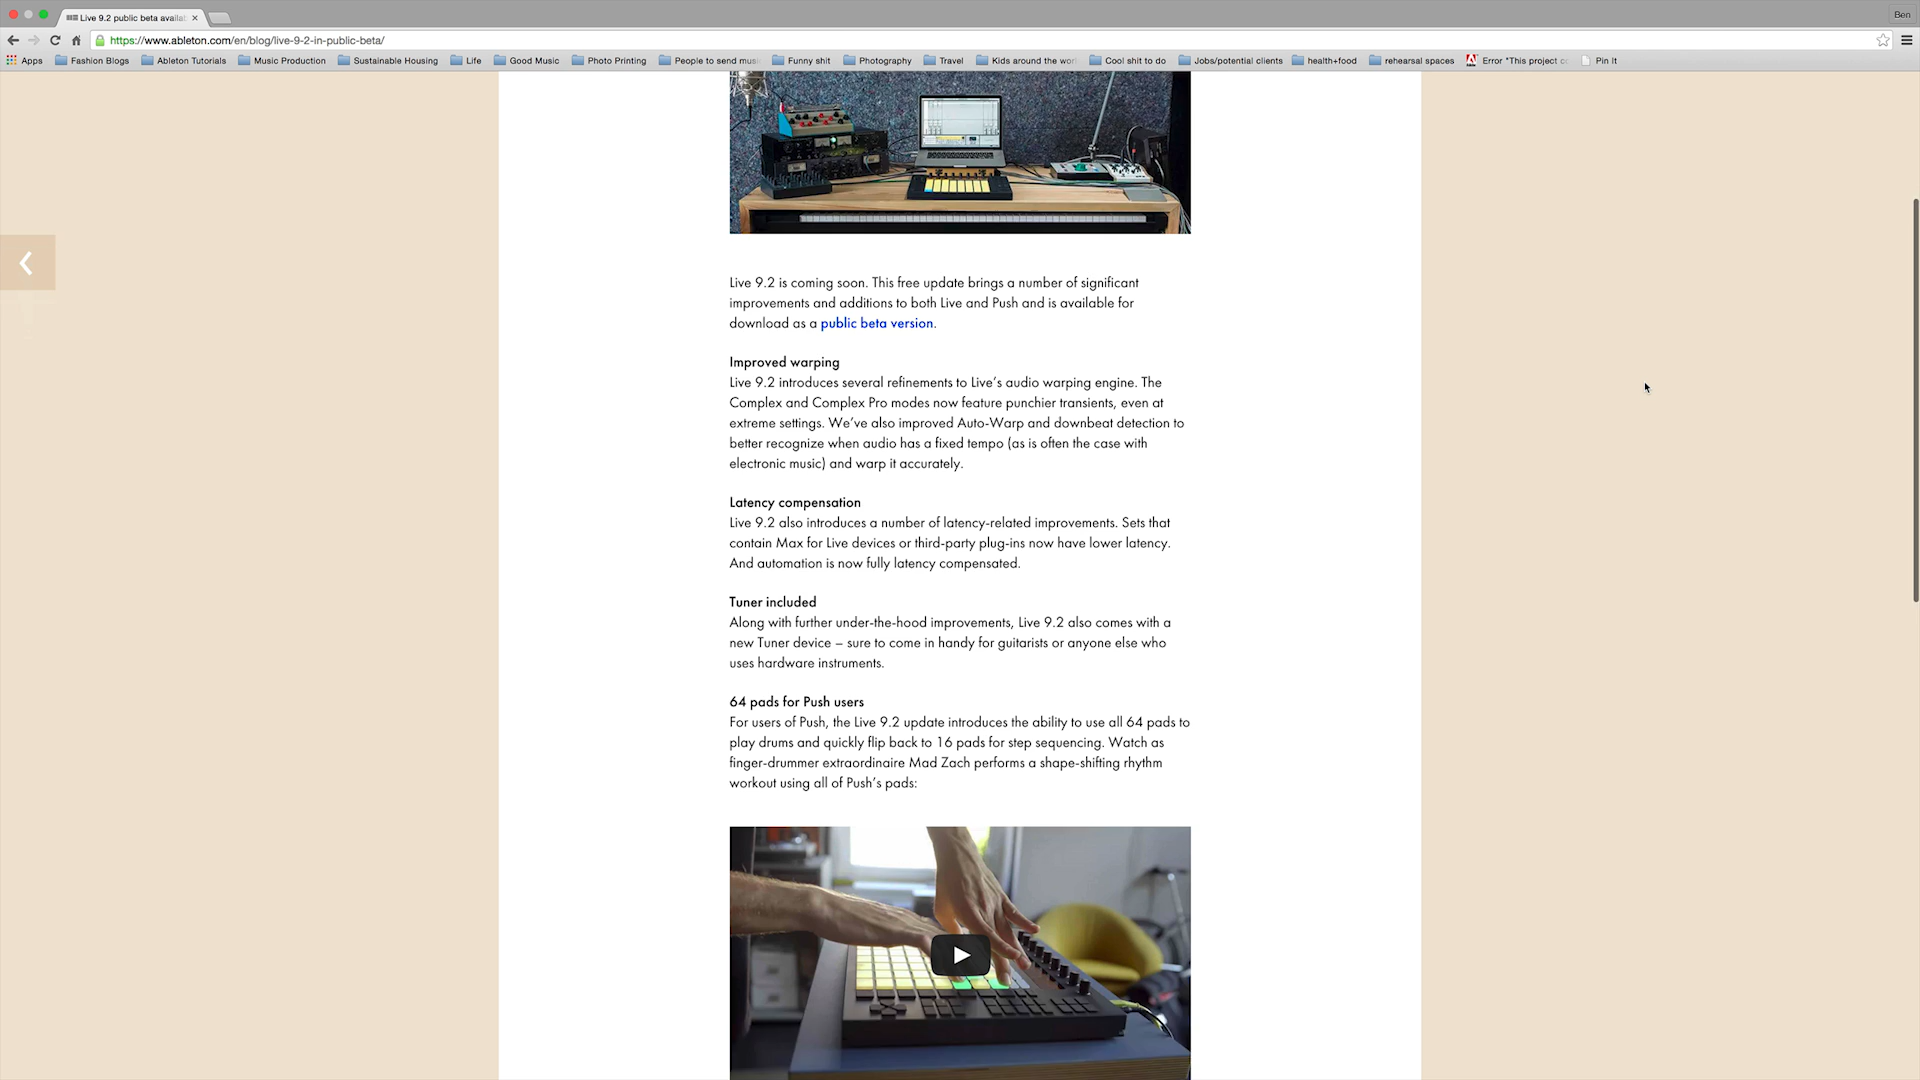 Live 9.2 public beta availa
Ben
https://www.ableton.com/en/blog/live-9-2-in-public-beta/
Apps Fashion Blogs Ableton Tutorials Music Production Sustainable Housing Life Good Music Photo Printing People to send musi Funny shit Photography Travel Kids around the wor Cool shit to do Jobs/potential clients health+food rehearsal spaces Error "This project c Pin It
Live 9.2 is coming soon. This free update brings a number of significant
improvements and additions to both Live and Push and is available for
download as a public beta version.
Improved warping
Live 9.2 introduces several refinements to Live's audio warping engine. The
Complex and Complex Pro modes now feature punchier transients, even at
extreme settings. We've also improved Auto-Warp and downbeat detection to
better recognize when audio has a fixed tempo (as is often the case with
electronic music) and warp it accurately.
Latency compensation
Live 9.2 also introduces a number of latency-related improvements. Sets that
contain Max for Live devices or third-party plug-ins now have lower latency.
And automation is now fully latency compensated.
Tuner included
Along with further under-the-hood improvements, Live 9.2 also comes with a
new Tuner device – sure to come in handy for guitarists or anyone else who
uses hardware instruments.
64 pads for Push users
For users of Push, the Live 9.2 update introduces the ability to use all 64 pads to
play drums and quickly flip back to 16 pads for step sequencing. Watch as
finger-drummer extraordinaire Mad Zach performs a shape-shifting rhythm
workout using all of Push's pads: